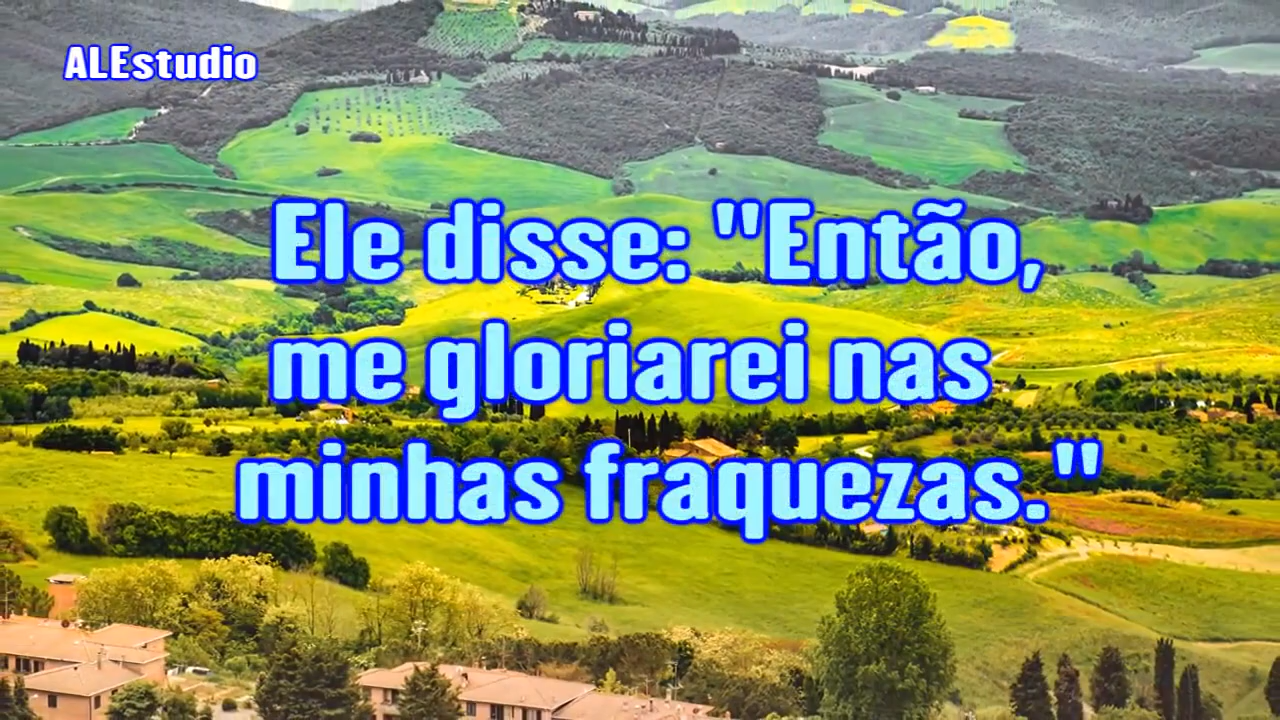 ALEstudio
Ele disse: "Então,
me gloriarei nas
minhas fraquezas."